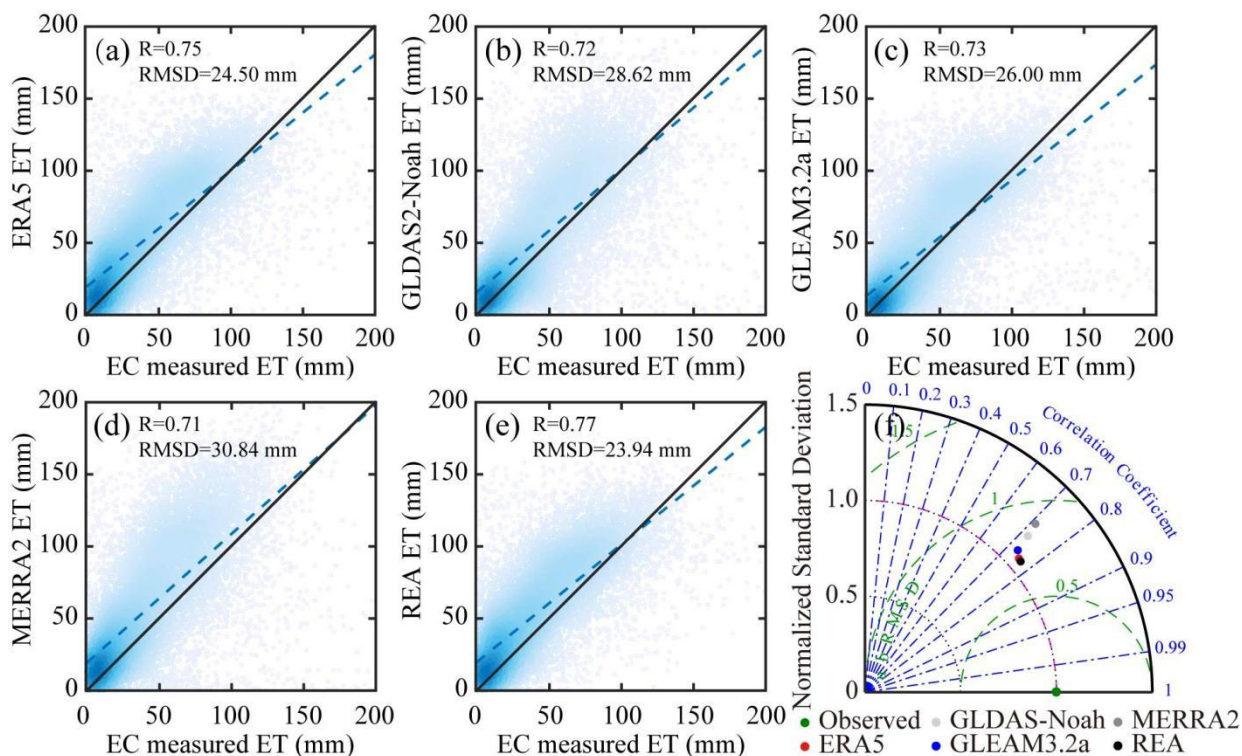 (a)
R=0.75
RMSD=24.50 mm
ERA5 ET (mm)
200
150
100
50
0
0 50 100 150 200
EC measured ET (mm)
(b)
R=0.72
RMSD=28.62 mm
GLDAS2-Noah ET (mm)
200
150
100
50
0
0 50 100 150 200
EC measured ET (mm)
(c)
R=0.73
RMSD=26.00 mm
GLEAM3.2a ET (mm)
200
150
100
50
0
0 50 100 150 200
EC measured ET (mm)
(d)
R=0.71
RMSD=30.84 mm
MERRA2 ET (mm)
200
150
100
50
0
0 50 100 150 200
EC measured ET (mm)
(e)
R=0.77
RMSD=23.94 mm
REA ET (mm)
200
150
100
50
0
0 50 100 150 200
EC measured ET (mm)
(f)
Normalized Standard Deviation
1.5
1.0
0.5
0
0 0.1 0.2 0.3 0.4 0.5 0.6 0.7 0.8 0.9 0.95 0.99 1
Correlation Coefficient
1.5
1
0.5
RMSD
Observed
GLDAS-Noah
MERRA2
ERA5
GLEAM3.2a
REA